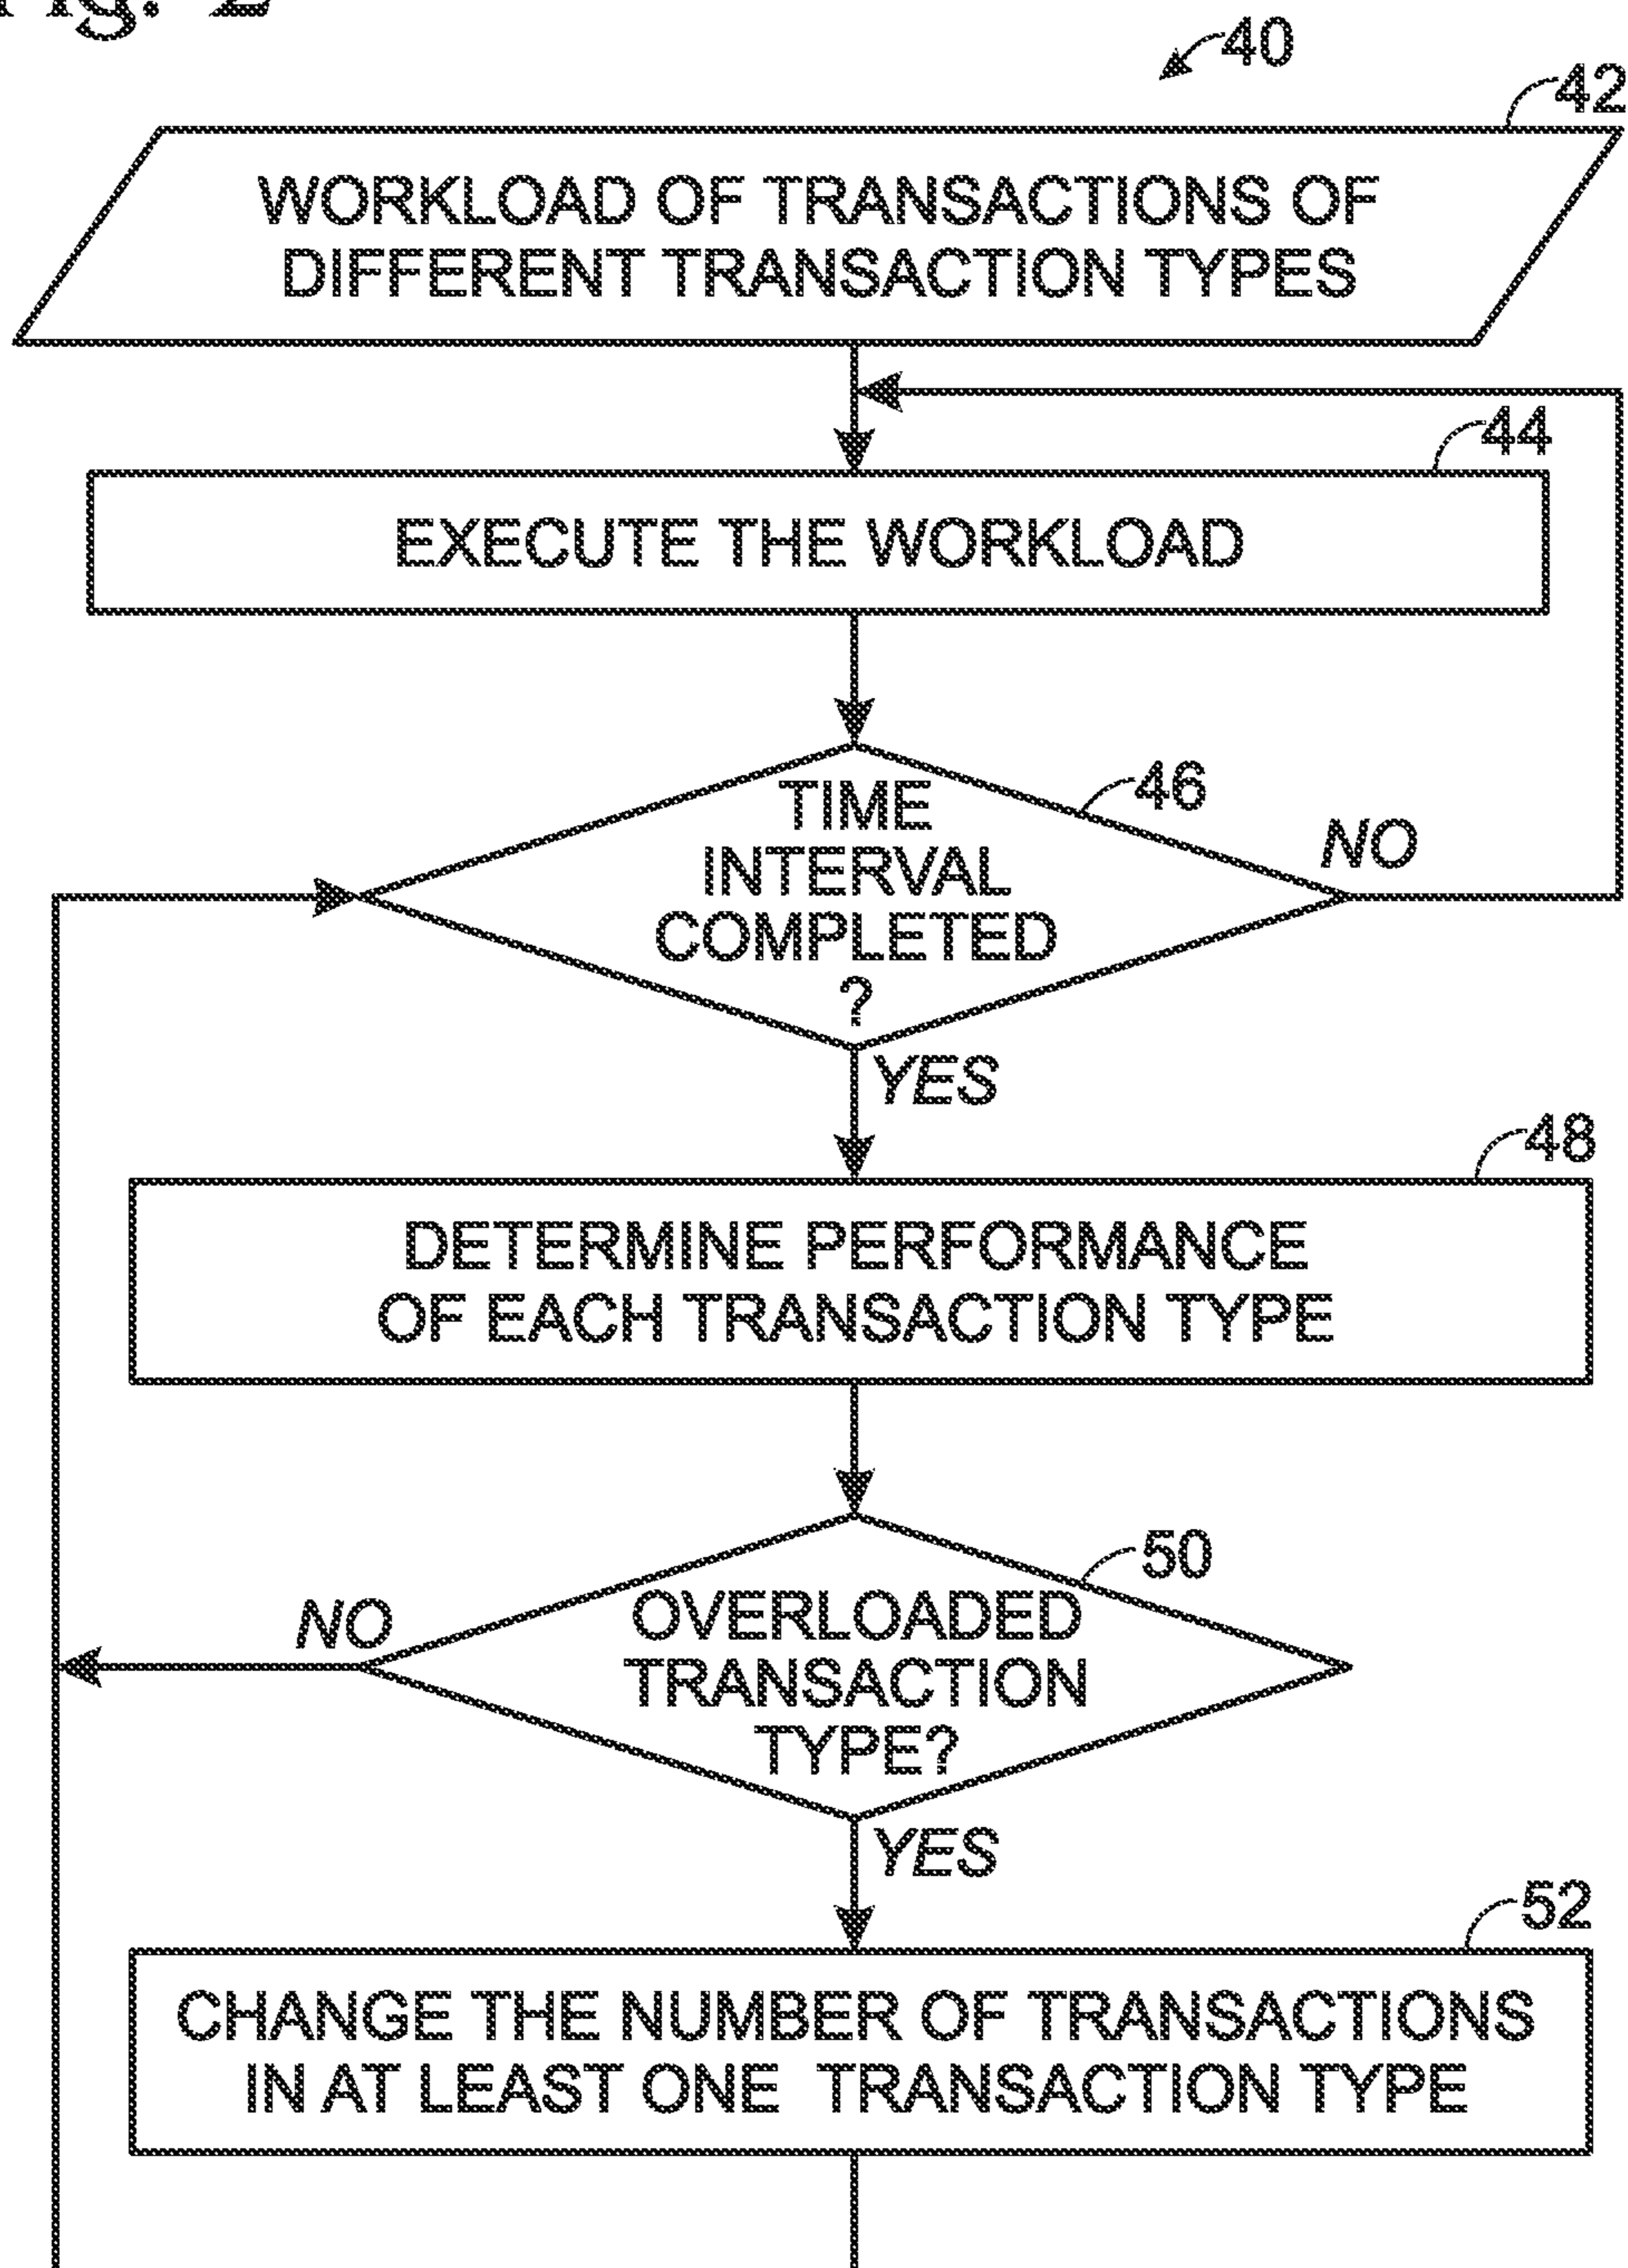 Fig. 2
40
42
WORKLOAD OF TRANSACTIONS OF
DIFFERENT TRANSACTION TYPES
44
EXECUTE THE WORKLOAD
46
TIME
INTERVAL
COMPLETED
?
NO
YES
48
DETERMINE PERFORMANCE
OF EACH TRANSACTION TYPE
50
OVERLOADED
TRANSACTION
TYPE?
NO
YES
52
CHANGE THE NUMBER OF TRANSACTIONS
IN AT LEAST ONE TRANSACTION TYPE